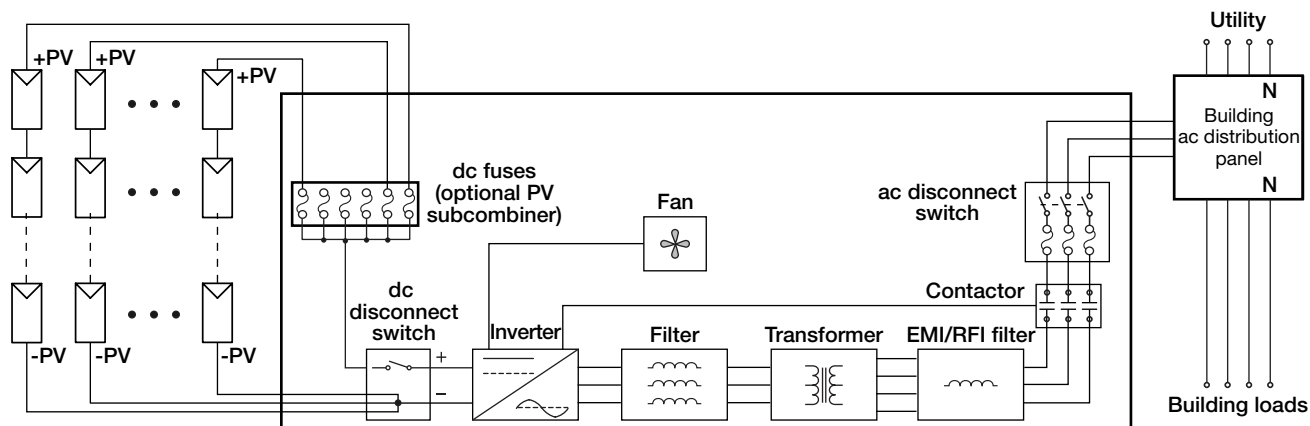 Utility
+PV
+PV
+PV
N
Building
ac distribution
panel
N
dc fuses
(optional PV
subcombiner)
Fan
ac disconnect
switch
dc
disconnect
switch
Contactor
+
Inverter
Filter
Transformer
EMI/RFI filter
-PV
-PV
-PV
−
Building loads